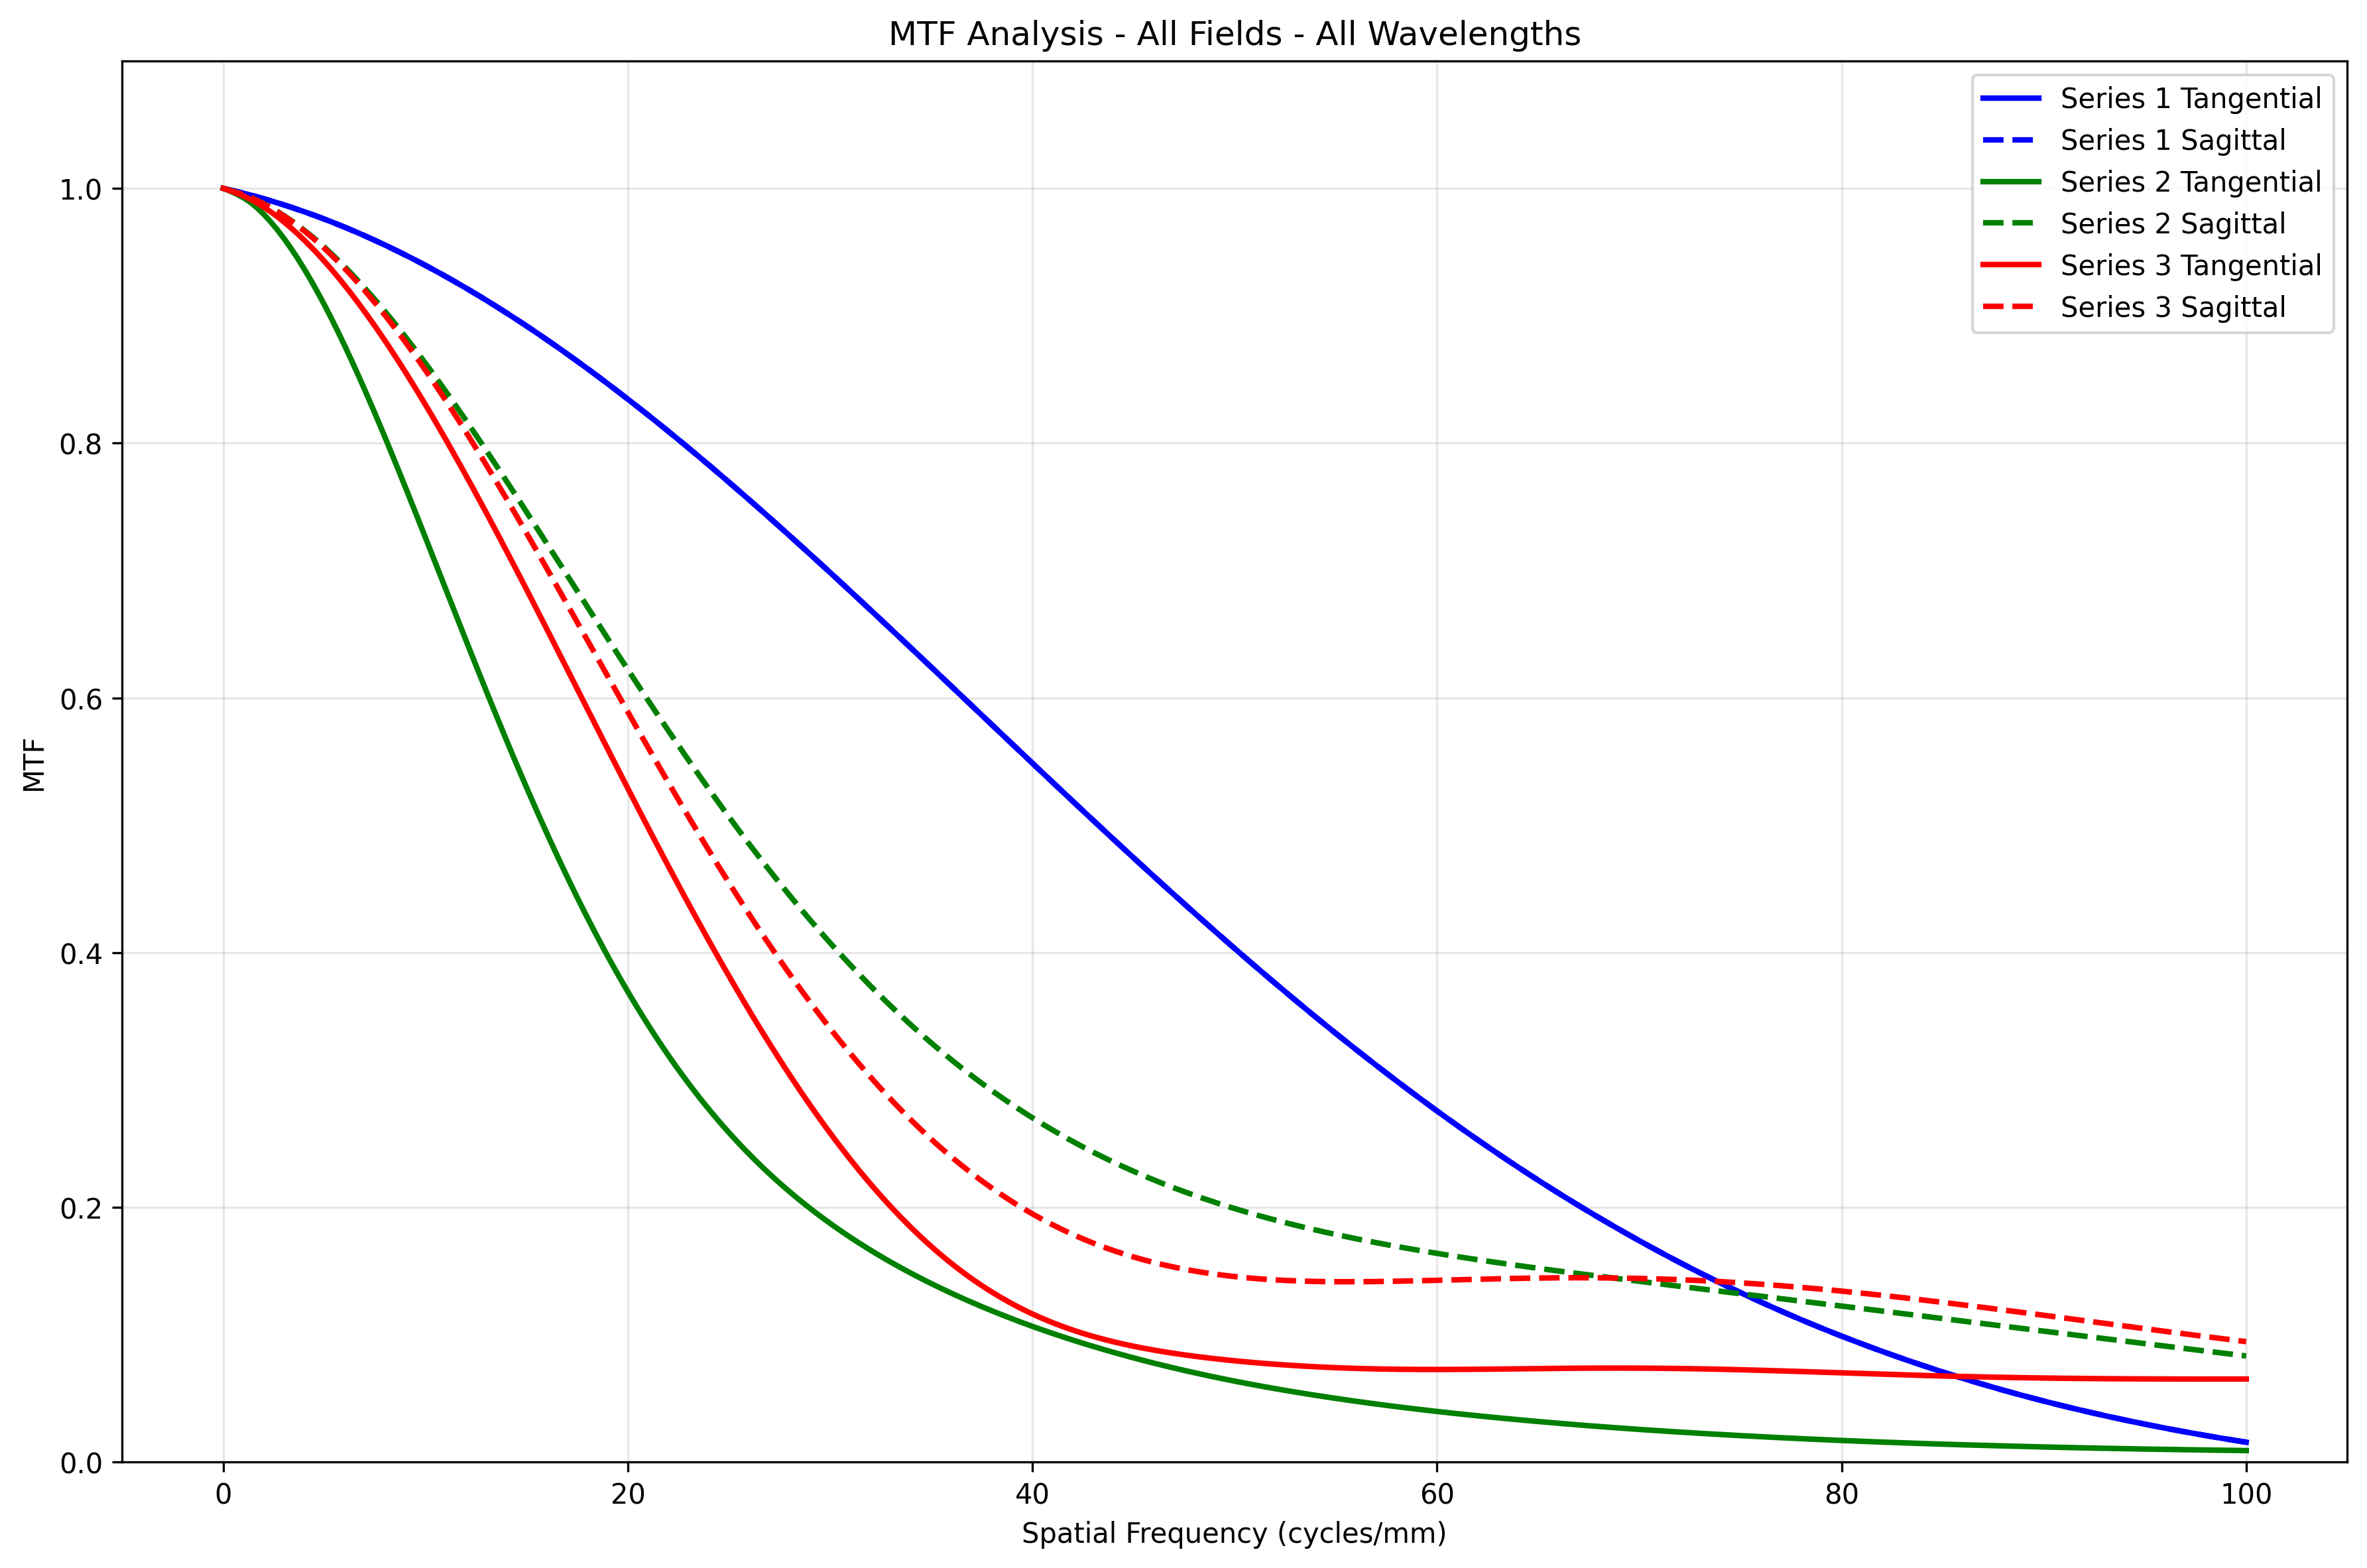 MTF Analysis - All Fields - All Wavelengths
Series 1 Tangential
Series 1 Sagittal
Series 2 Tangential
Series 2 Sagittal
Series 3 Tangential
Series 3 Sagittal
1.0
0.8
0.6
0.4
0.2
0.0
MTF
0 20 40 60 80 100
Spatial Frequency (cycles/mm)